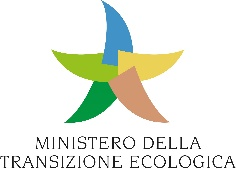 MINISTERO DELLA
TRANSIZIONE ECOLOGICA